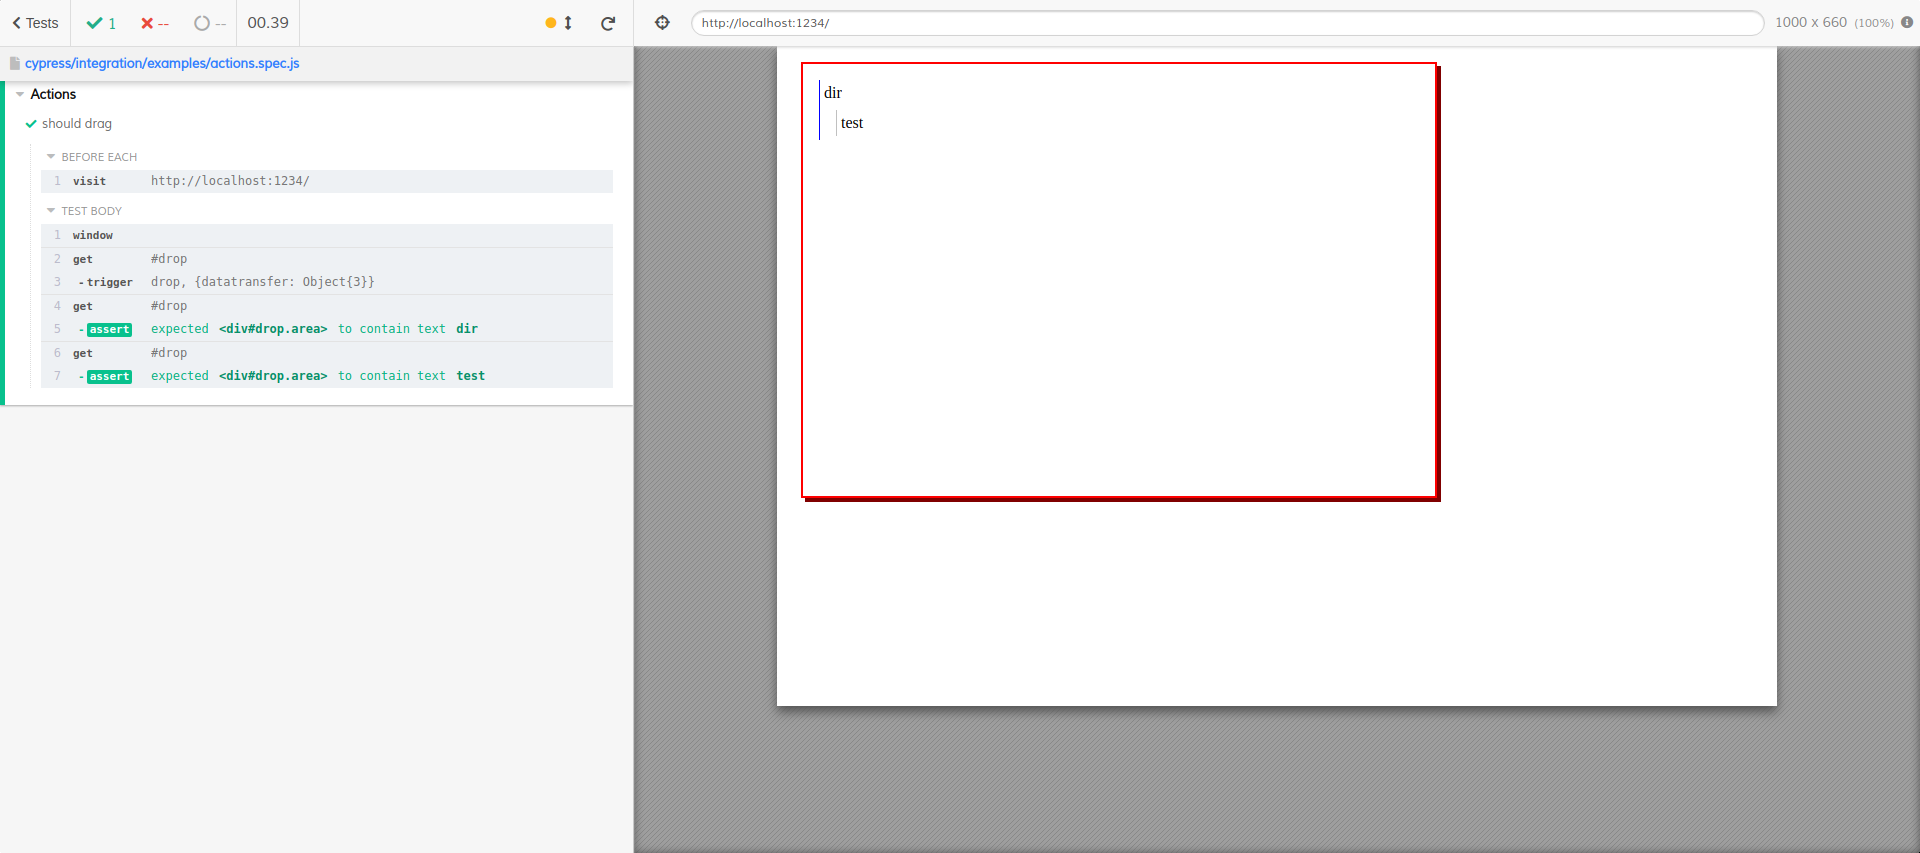 Tests 1 -- -- 00.39
http://localhost:1234/ 1000 x 660 (100%)
cypress/integration/examples/actions.spec.js
Actions
should drag
BEFORE EACH
1 visit http://localhost:1234/
TEST BODY
1 window
2 get #drop
3 - trigger drop, {datatransfer: Object{3}}
4 get #drop
5 - assert expected <div#drop.area> to contain text dir
6 get #drop
7 - assert expected <div#drop.area> to contain text test
dir
test